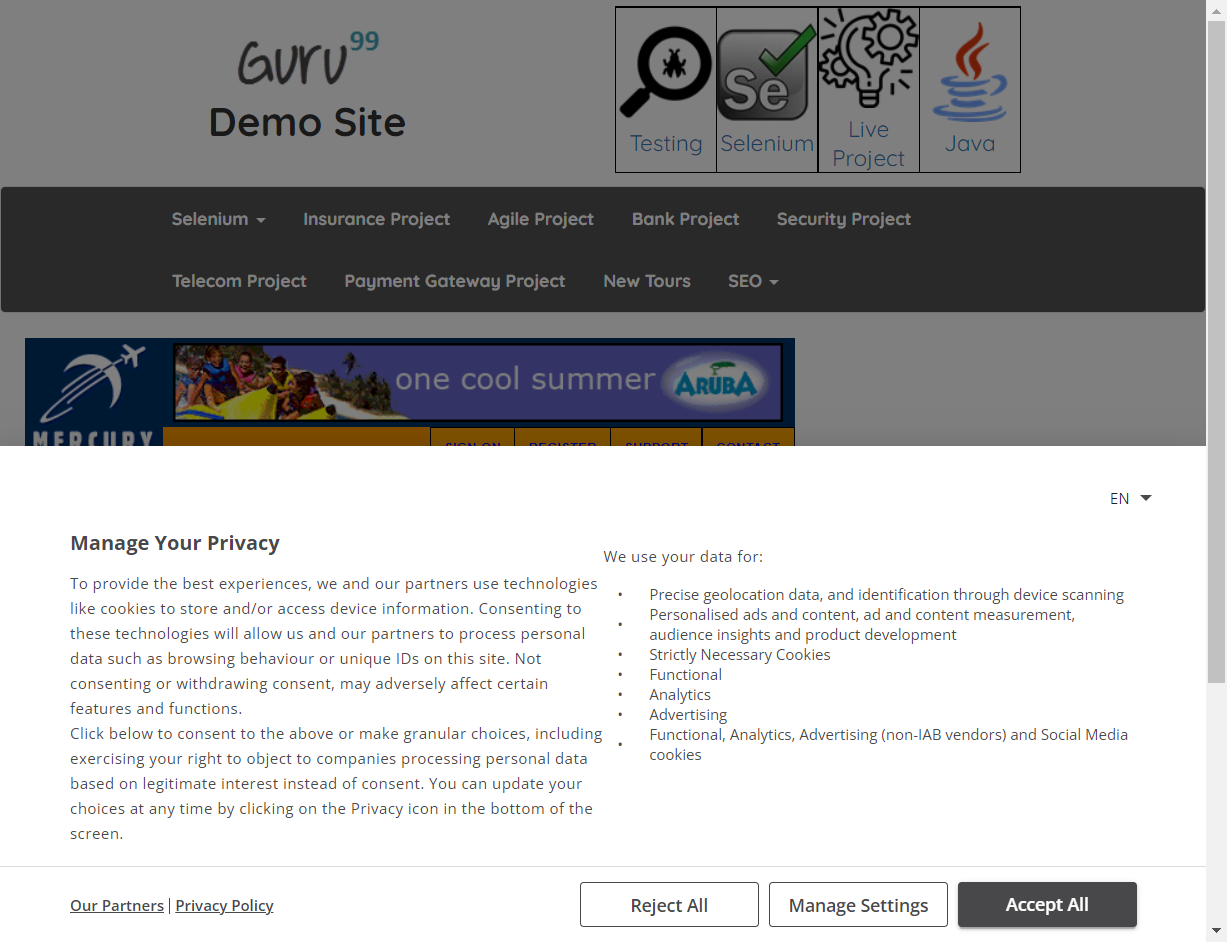 Guru99
Demo Site
Testing
Se
Selenium
Live
Project
Java
Selenium
Insurance Project
Agile Project
Bank Project
Security Project
Telecom Project
Payment Gateway Project
New Tours
SEO
one cool summer
ARUBA
MERCURY
SIGN-ON
REGISTER
SUPPORT
CONTACT
EN
Manage Your Privacy
To provide the best experiences, we and our partners use technologies
like cookies to store and/or access device information. Consenting to
these technologies will allow us and our partners to process personal
data such as browsing behaviour or unique IDs on this site. Not
consenting or withdrawing consent, may adversely affect certain
features and functions.
Click below to consent to the above or make granular choices, including
exercising your right to object to companies processing personal data
based on legitimate interest instead of consent. You can update your
choices at any time by clicking on the Privacy icon in the bottom of the
screen.
We use your data for:
• Precise geolocation data, and identification through device scanning
• Personalised ads and content, ad and content measurement,
audience insights and product development
• Strictly Necessary Cookies
• Functional
• Analytics
• Advertising
• Functional, Analytics, Advertising (non-IAB vendors) and Social Media
cookies
Our Partners | Privacy Policy
Reject All
Manage Settings
Accept All